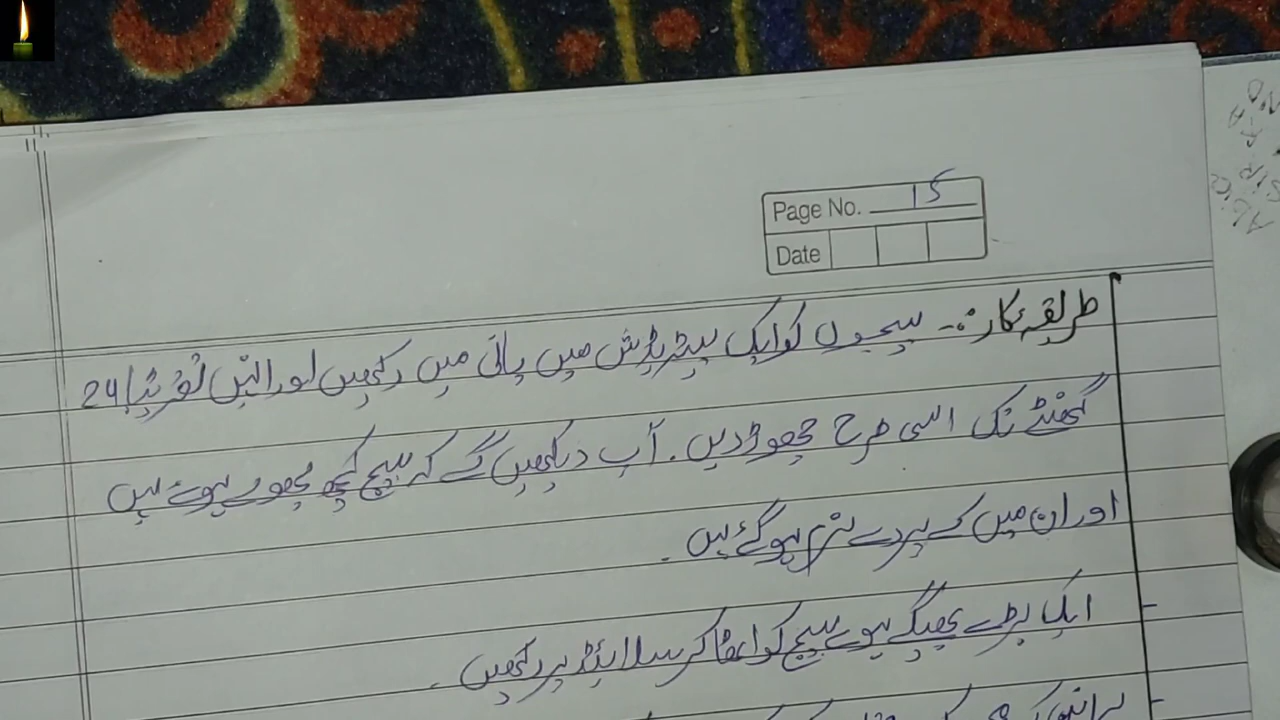 Page No. 15
Date
طریقہ کار:۔ بیجوں کو ایک پیٹریڈش میں پانی میں رکھیں اور انہیں تقریباً 24
گھنٹے تک اسی طرح چھوڑ دیں۔ آپ دیکھیں گے کہ بیج کچھ پھولے ہوئے ہیں
اور ان میں کے پردے نرم ہو گئے ہیں۔
ایک بڑے بھیگے ہوئے بیج کو اٹھا کر سلائیڈ پر رکھیں۔